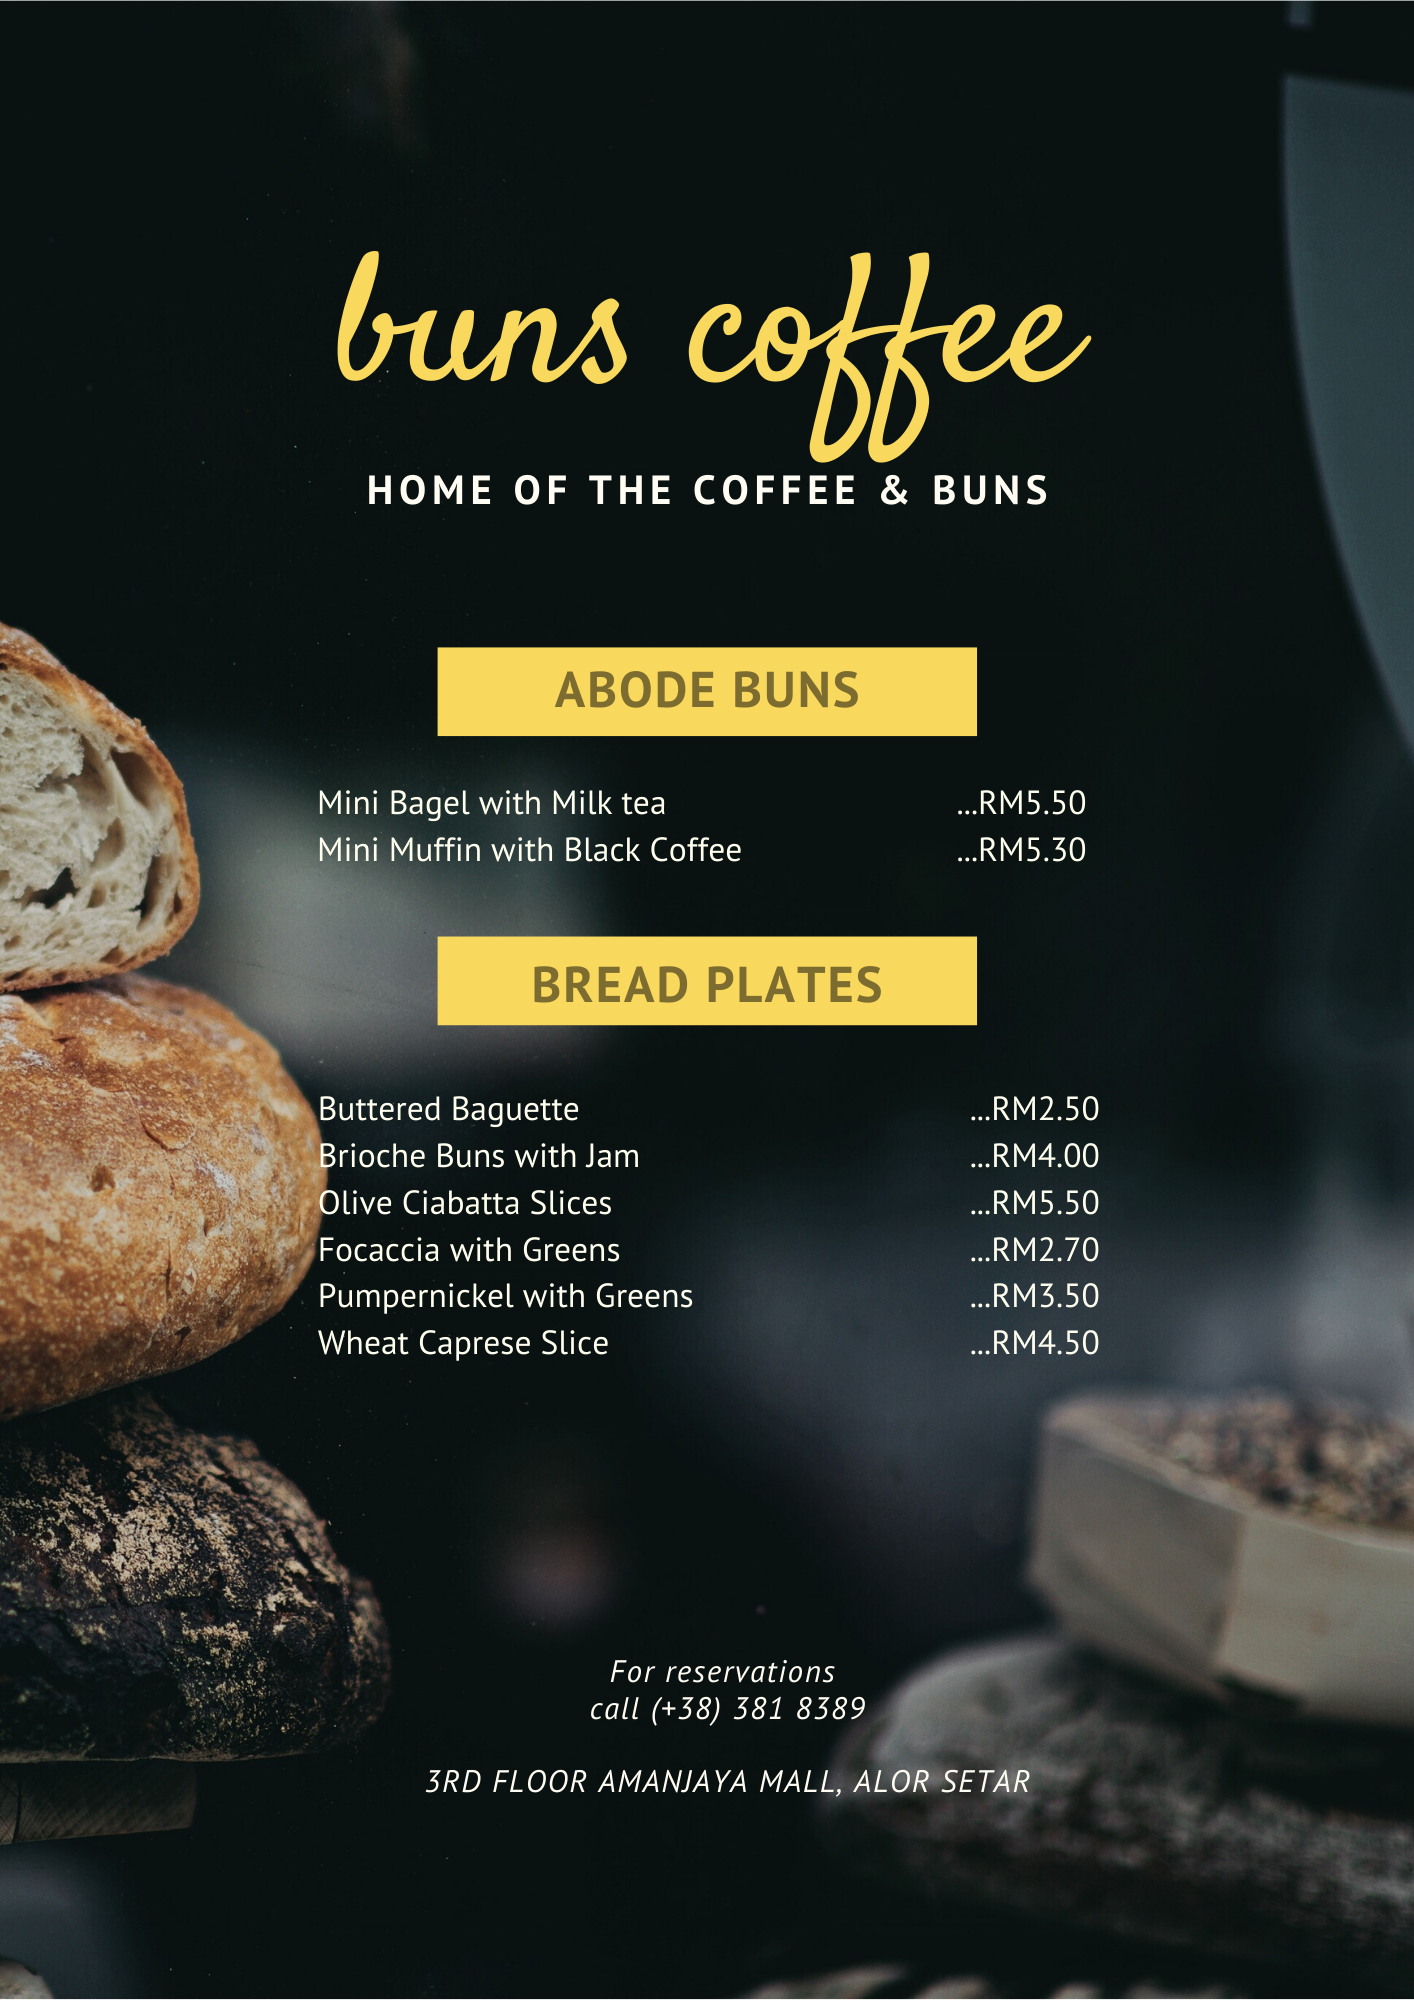 buns coffee
HOME OF THE COFFEE & BUNS
ABODE BUNS
Mini Bagel with Milk tea ...RM5.50
Mini Muffin with Black Coffee ...RM5.30
BREAD PLATES
Buttered Baguette ...RM2.50
Brioche Buns with Jam ...RM4.00
Olive Ciabatta Slices ...RM5.50
Focaccia with Greens ...RM2.70
Pumpernickel with Greens ...RM3.50
Wheat Caprese Slice ...RM4.50
For reservations
call (+38) 381 8389
3RD FLOOR AMANJAYA MALL, ALOR SETAR